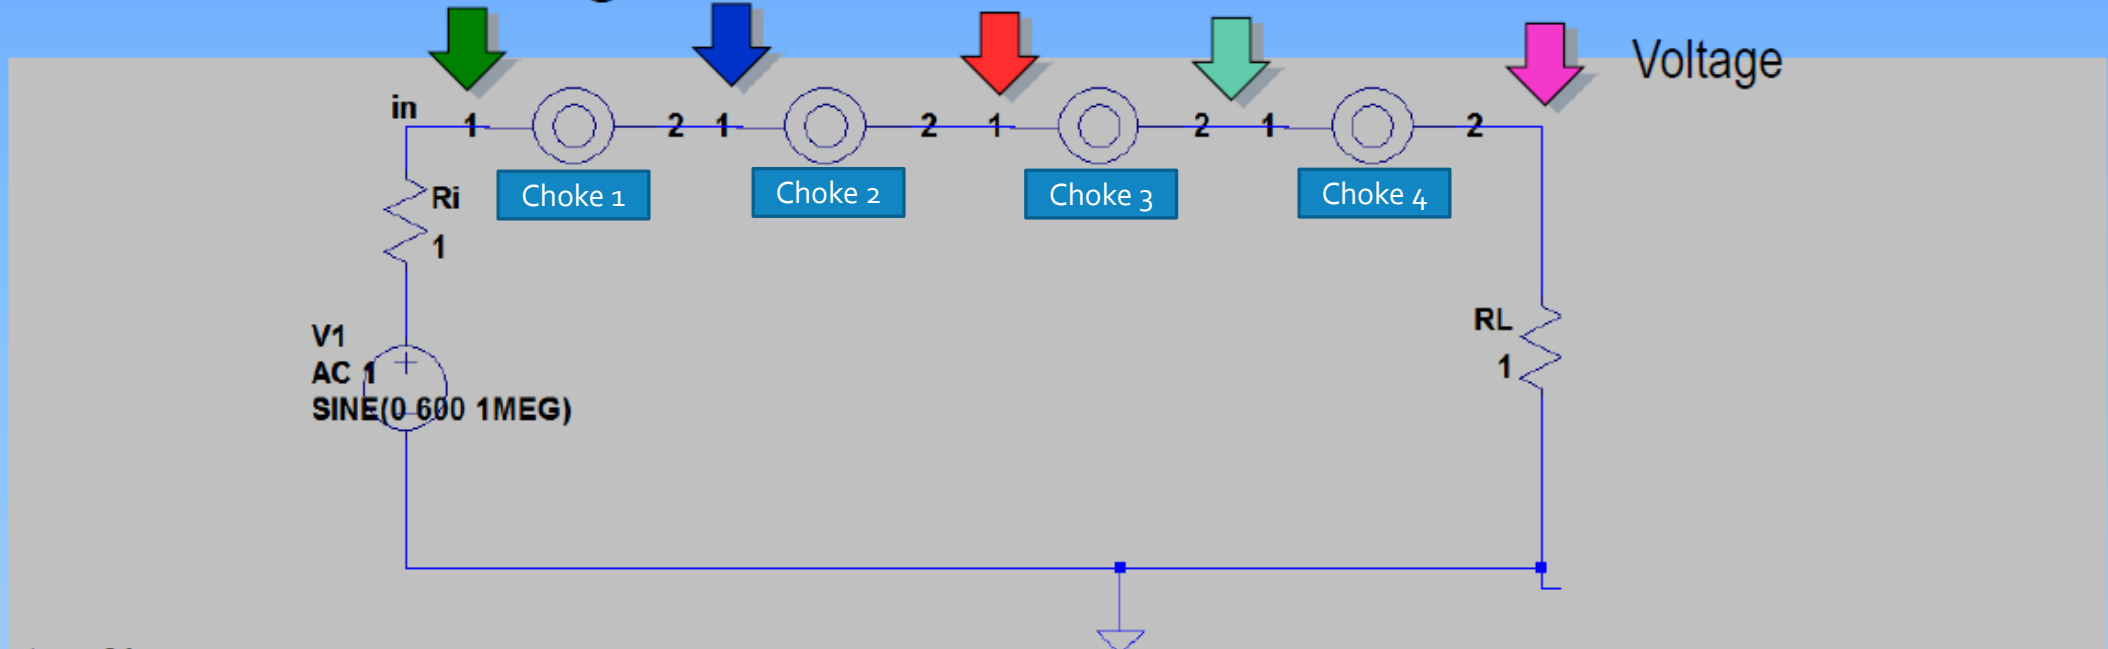 Voltage
in
1
2
1
2
1
2
1
2
Choke 1
Choke 2
Choke 3
Choke 4
Ri
1
V1
AC 1
SINE(0 600 1MEG)
RL
1